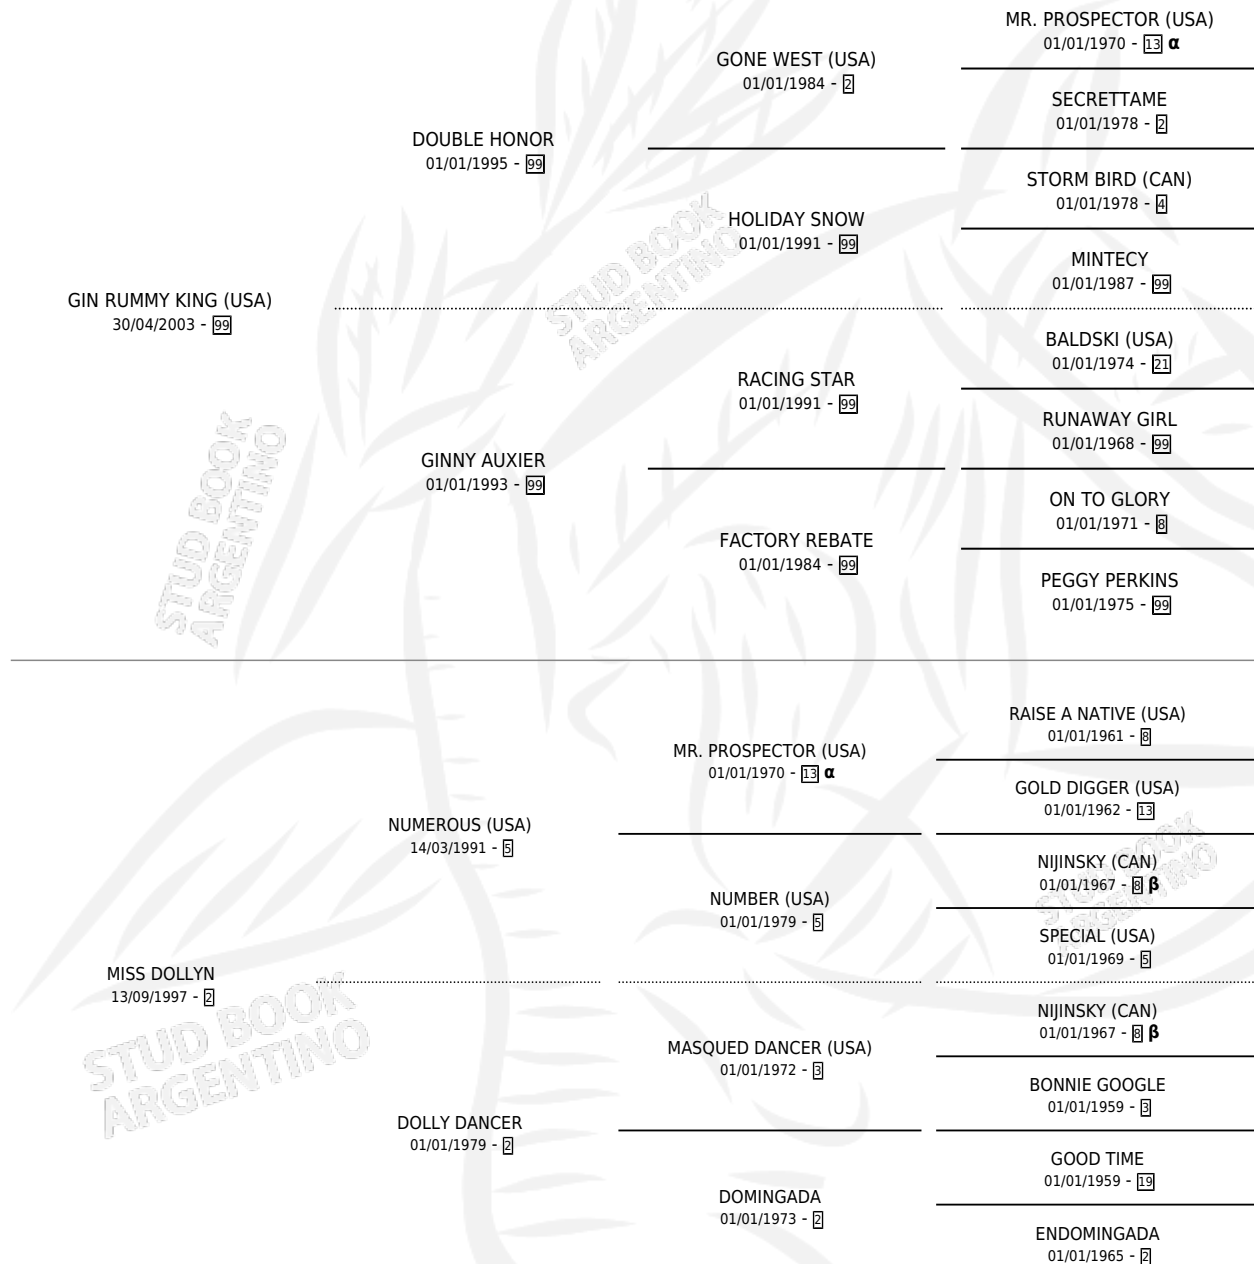 MR. PROSPECTOR (USA)
01/01/1970 - 13 α
GONE WEST (USA)
01/01/1984 - 2
SECRETTAME
01/01/1978 - 2
DOUBLE HONOR
01/01/1995 - 99
STORM BIRD (CAN)
01/01/1978 - 4
HOLIDAY SNOW
01/01/1991 - 99
MINTECY
01/01/1987 - 99
GIN RUMMY KING (USA)
30/04/2003 - 99
BALDSKI (USA)
01/01/1974 - 21
RACING STAR
01/01/1991 - 99
RUNAWAY GIRL
01/01/1968 - 99
GINNY AUXIER
01/01/1993 - 99
ON TO GLORY
01/01/1971 - 8
FACTORY REBATE
01/01/1984 - 99
PEGGY PERKINS
01/01/1975 - 99
STUD BOOK
ARGENTINO
STUD BOOK
ARGENTINO
RAISE A NATIVE (USA)
01/01/1961 - 8
MR. PROSPECTOR (USA)
01/01/1970 - 13 α
GOLD DIGGER (USA)
01/01/1962 - 13
NUMEROUS (USA)
14/03/1991 - 5
NIJINSKY (CAN)
01/01/1967 - 8 β
NUMBER (USA)
01/01/1979 - 5
SPECIAL (USA)
01/01/1969 - 5
MISS DOLLYN
13/09/1997 - 2
NIJINSKY (CAN)
01/01/1967 - 8 β
MASQUED DANCER (USA)
01/01/1972 - 3
BONNIE GOOGLE
01/01/1959 - 3
DOLLY DANCER
01/01/1979 - 2
GOOD TIME
01/01/1959 - 19
DOMINGADA
01/01/1973 - 2
ENDOMINGADA
01/01/1965 - 2
STUD BOOK
ARGENTINO
STUD BOOK
ARGENTINO